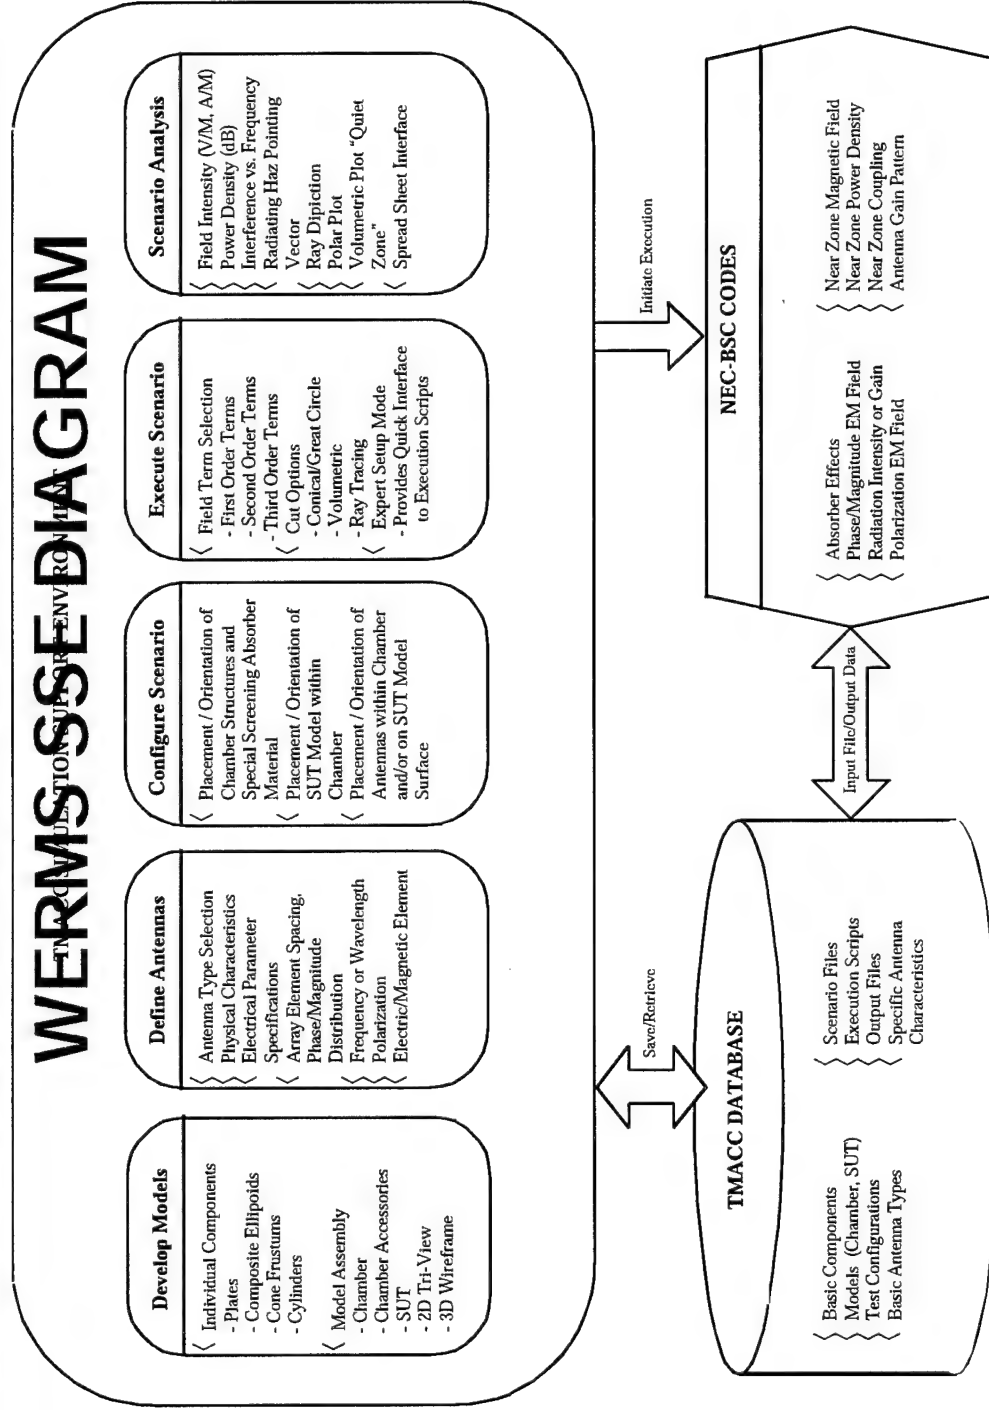 WERMS SSE DIAGRAM
TMACC SIMULATION SUPPORT ENVIRONMENT
Develop Models
Individual Components
- Plates
- Composite Ellipoids
- Cone Frustums
- Cylinders
Model Assembly
- Chamber
- Chamber Accessories
- SUT
- 2D Tri-View
- 3D Wireframe
Define Antennas
Antenna Type Selection
Physical Characteristics
Electrical Parameter
Specifications
Array Element Spacing,
Phase/Magnitude
Distribution
Frequency or Wavelength
Polarization
Electric/Magnetic Element
Configure Scenario
Placement / Orientation of
Chamber Structures and
Special Screening Absorber
Material
Placement / Orientation of
SUT Model within
Chamber
Placement / Orientation of
Antennas within Chamber
and/or on SUT Model
Surface
Execute Scenario
Field Term Selection
- First Order Terms
- Second Order Terms
- Third Order Terms
Cut Options
- Conical/Great Circle
- Volumetric
- Ray Tracing
Expert Setup Mode
- Provides Quick Interface
to Execution Scripts
Scenario Analysis
Field Intensity (V/M, A/M)
Power Density (dB)
Interference vs. Frequency
Radiating Haz Pointing
Vector
Ray Dipiction
Polar Plot
Volumetric Plot "Quiet
Zone"
Spread Sheet Interface
Save/Retrieve
Initiate Execution
TMACC DATABASE
Basic Components
Models (Chamber, SUT)
Test Configurations
Basic Antenna Types
Scenario Files
Execution Scripts
Output Files
Specific Antenna
Characteristics
Input File/Output Data
NEC-BSC CODES
Absorber Effects
Phase/Magnitude EM Field
Radiation Intensity or Gain
Polarization EM Field
Near Zone Magnetic Field
Near Zone Power Density
Near Zone Coupling
Antenna Gain Pattern